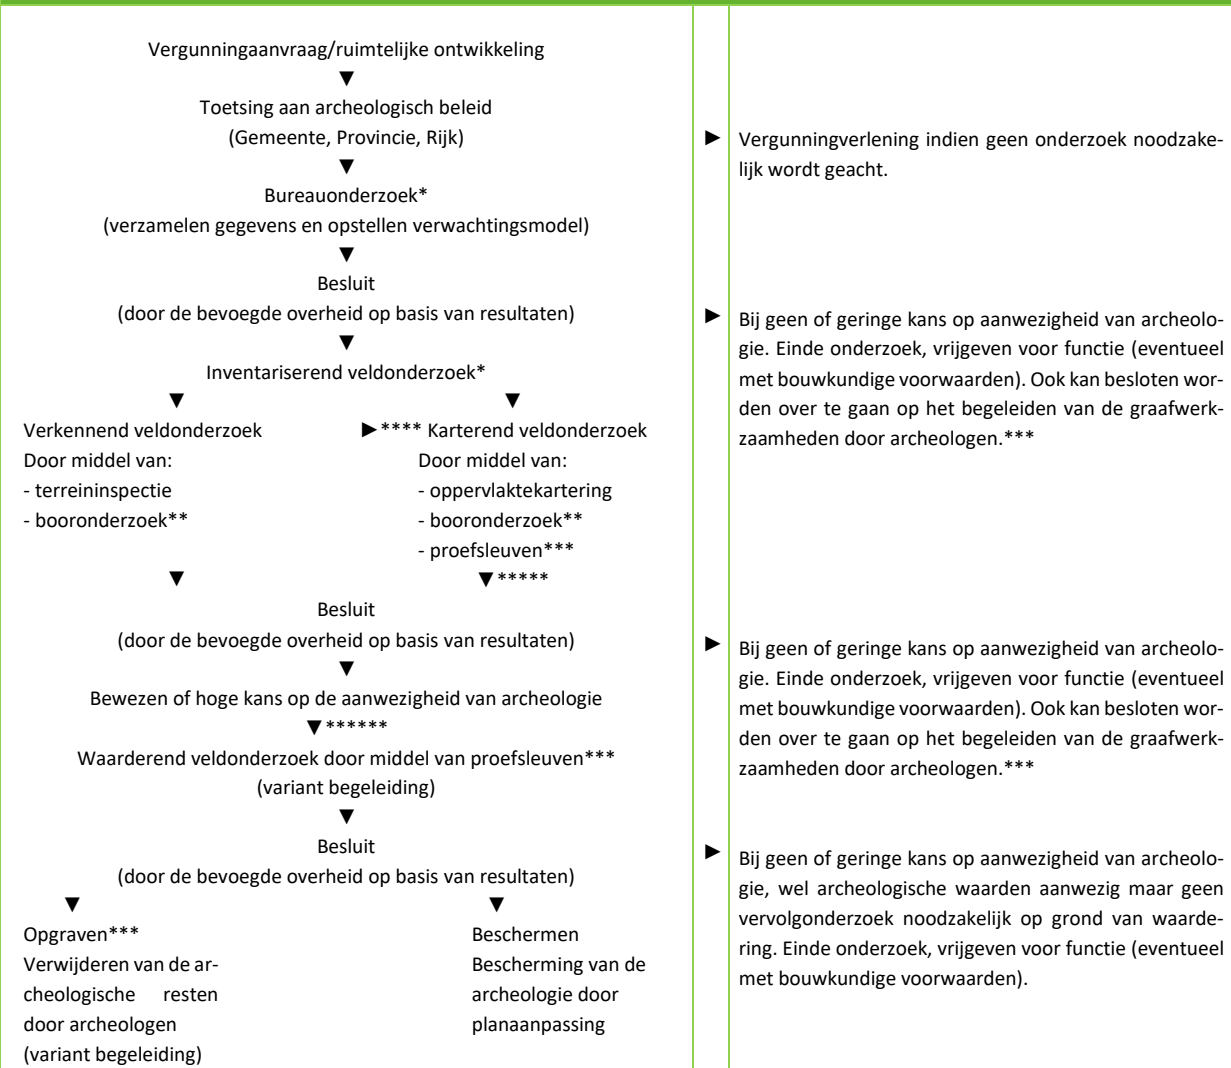 Vergunningaanvraag/ruimtelijke ontwikkeling
▼
Toetsing aan archeologisch beleid
(Gemeente, Provincie, Rijk)
▼
Bureauonderzoek*
(verzamelen gegevens en opstellen verwachtingsmodel)
▼
Besluit
(door de bevoegde overheid op basis van resultaten)
▼
Inventariserend veldonderzoek*
▼ ▼
Verkennend veldonderzoek
Door middel van:
- terreininspectie
- booronderzoek**
▼
►**** Karterend veldonderzoek
Door middel van:
- oppervlaktekartering
- booronderzoek**
- proefsleuven***
▼*****
Besluit
(door de bevoegde overheid op basis van resultaten)
▼
Bewezen of hoge kans op de aanwezigheid van archeologie
▼******
Waarderend veldonderzoek door middel van proefsleuven***
(variant begeleiding)
▼
Besluit
(door de bevoegde overheid op basis van resultaten)
▼ ▼
Opgraven***
Verwijderen van de ar-
cheologische resten
door archeologen
(variant begeleiding)
Beschermen
Bescherming van de
archeologie door
planaanpassing
► Vergunningverlening indien geen onderzoek noodzake-
lijk wordt geacht.
► Bij geen of geringe kans op aanwezigheid van archeolo-
gie. Einde onderzoek, vrijgeven voor functie (eventueel
met bouwkundige voorwaarden). Ook kan besloten wor-
den over te gaan op het begeleiden van de graafwerk-
zaamheden door archeologen.***
► Bij geen of geringe kans op aanwezigheid van archeolo-
gie. Einde onderzoek, vrijgeven voor functie (eventueel
met bouwkundige voorwaarden). Ook kan besloten wor-
den over te gaan op het begeleiden van de graafwerk-
zaamheden door archeologen.***
► Bij geen of geringe kans op aanwezigheid van archeolo-
gie, wel archeologische waarden aanwezig maar geen
vervolgonderzoek noodzakelijk op grond van waarde-
ring. Einde onderzoek, vrijgeven voor functie (eventueel
met bouwkundige voorwaarden).